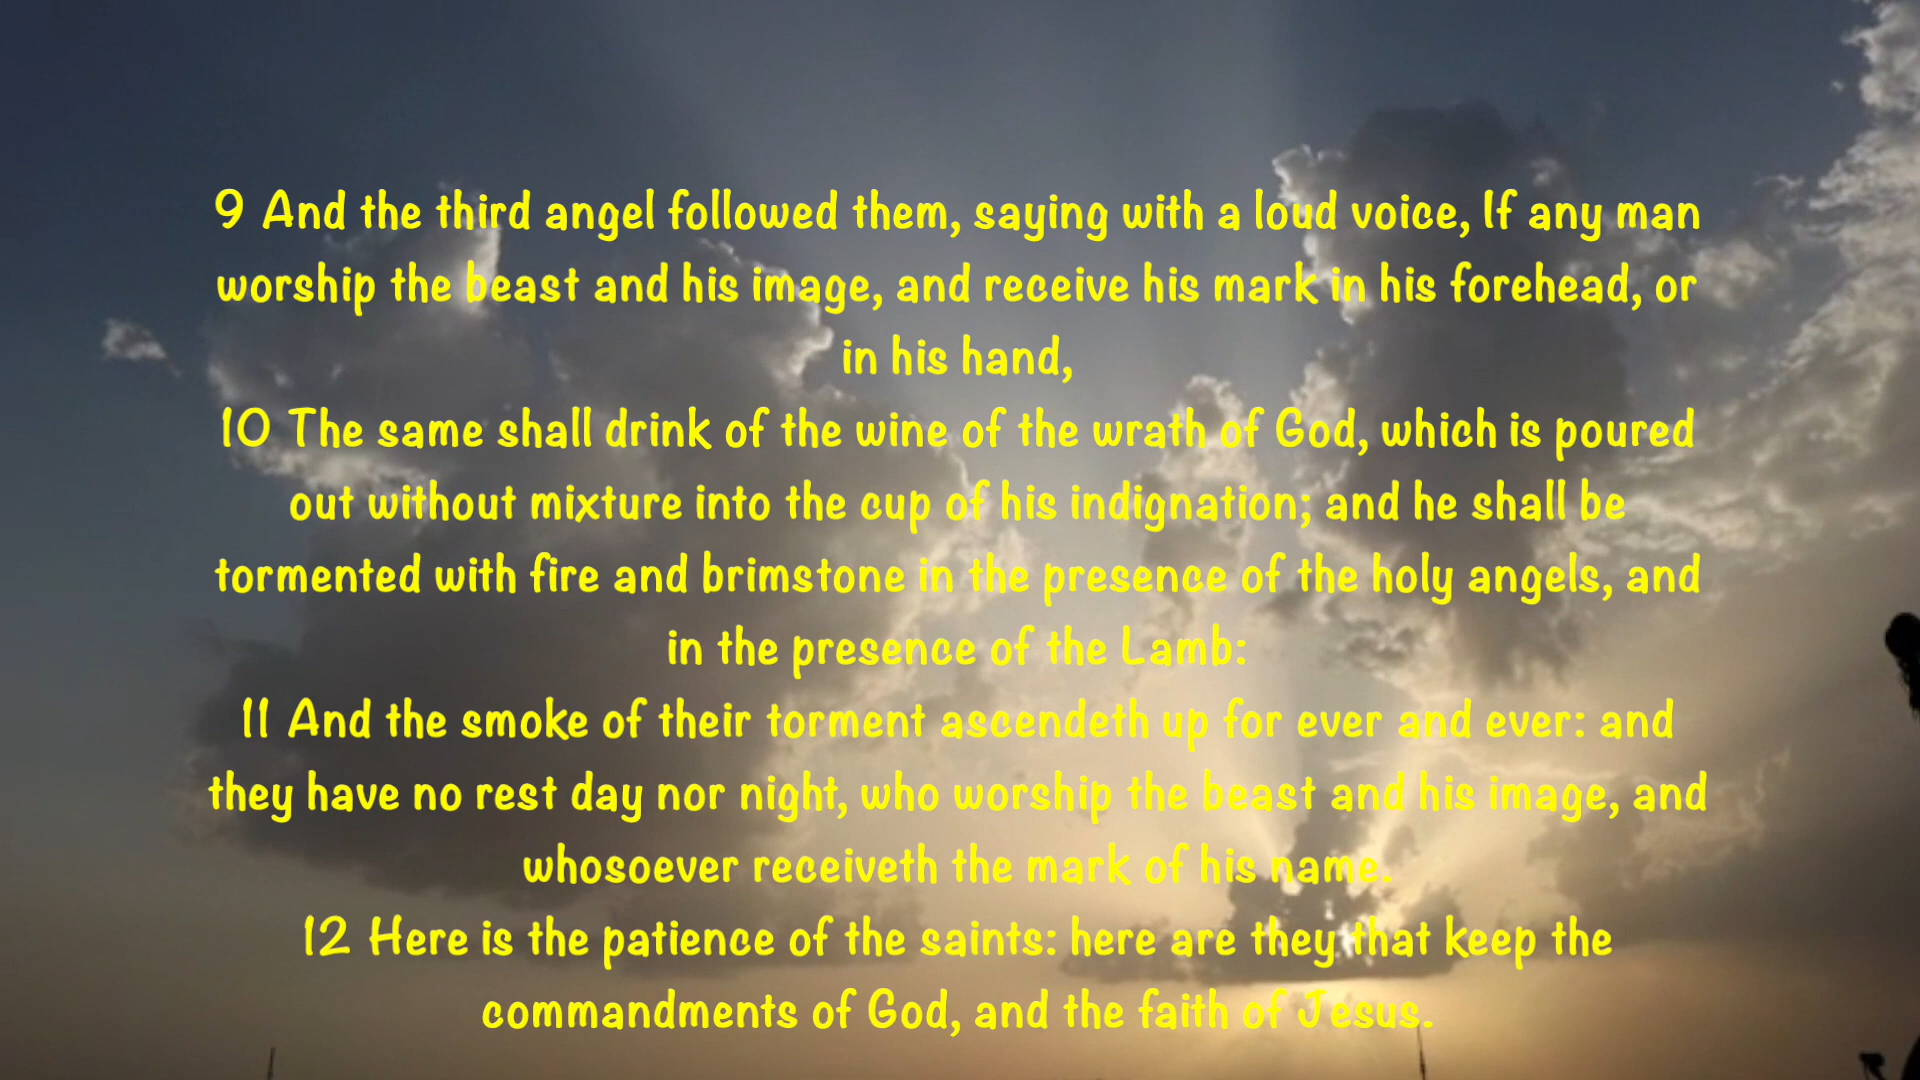 9 And the third angel followed them, saying with a loud voice, If any man
worship the beast and his image, and receive his mark in his forehead, or
in his hand,
10 The same shall drink of the wine of the wrath of God, which is poured
out without mixture into the cup of his indignation; and he shall be
tormented with fire and brimstone in the presence of the holy angels, and
in the presence of the Lamb:
11 And the smoke of their torment ascendeth up for ever and ever: and
they have no rest day nor night, who worship the beast and his image, and
whosoever receiveth the mark of his name.
12 Here is the patience of the saints: here are they that keep the
commandments of God, and the faith of Jesus.